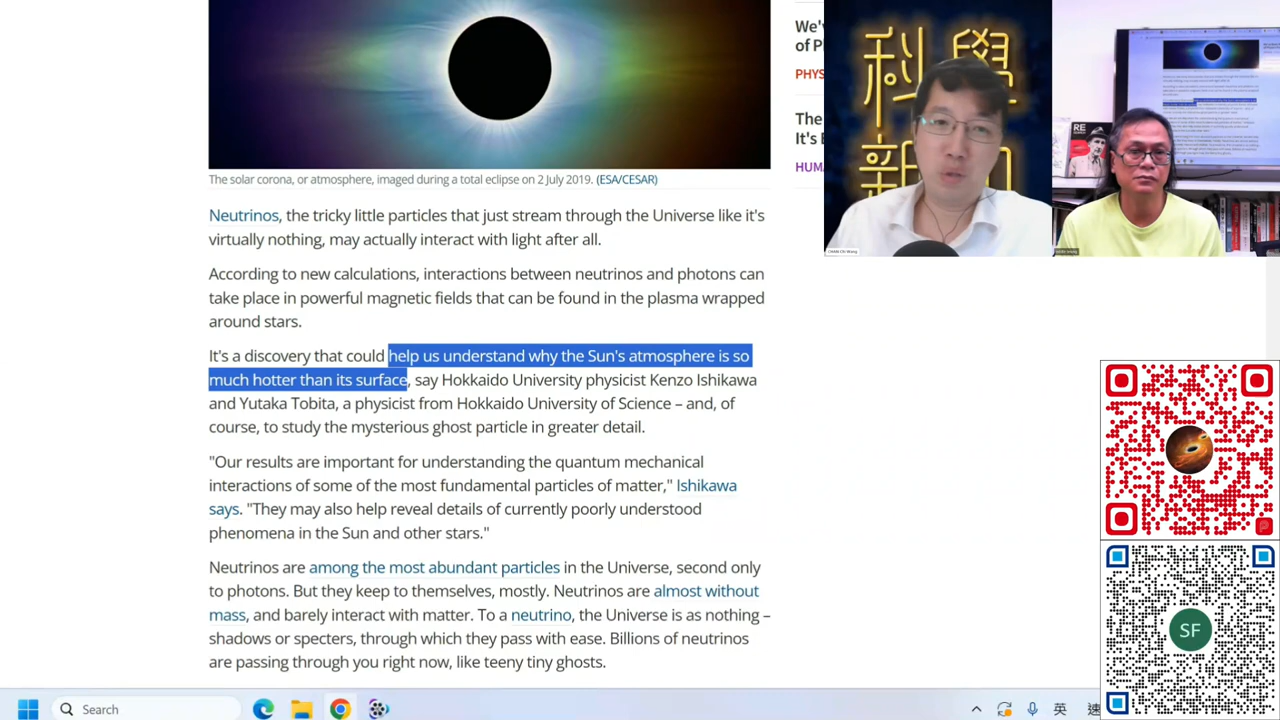 The solar corona, or atmosphere, imaged during a total eclipse in July 2019. (ESA/CESAR)
Neutrinos, the tricky little particles that just stream through the Universe like it's
virtually nothing, may actually interact with light after all.
According to new calculations, interactions between neutrinos and photons can
take place in powerful magnetic fields that can be found in the plasma wrapped
around stars.
It's a discovery that could help us understand why the Sun's atmosphere is so
much hotter than its surface, say Hokkaido University physicist Kenzo Ishikawa
and Yutaka Tobita, a physicist University of Science – and, of
course, to study the mysterious ghost particle in greater detail.
"Our results are important for understanding the quantum mechanical
interactions of some of the most particles of matter," Ishikawa
says. "They may also help reveal of currently poorly understood
phenomena in the Sun and other stars."
Neutrinos are among the most abundant particles in the Universe, second only
to photons. But they keep to themselves, mostly. Neutrinos are almost without
mass, and barely interact with To a neutrino, the Universe is as nothing –
shadows or specters, through which they pass with ease. Billions of neutrinos
are passing through you right now, like teeny tiny ghosts.
We'
of P
PHYS
The
It's E
HUM
科學
新
RE
SF
Search
英
速